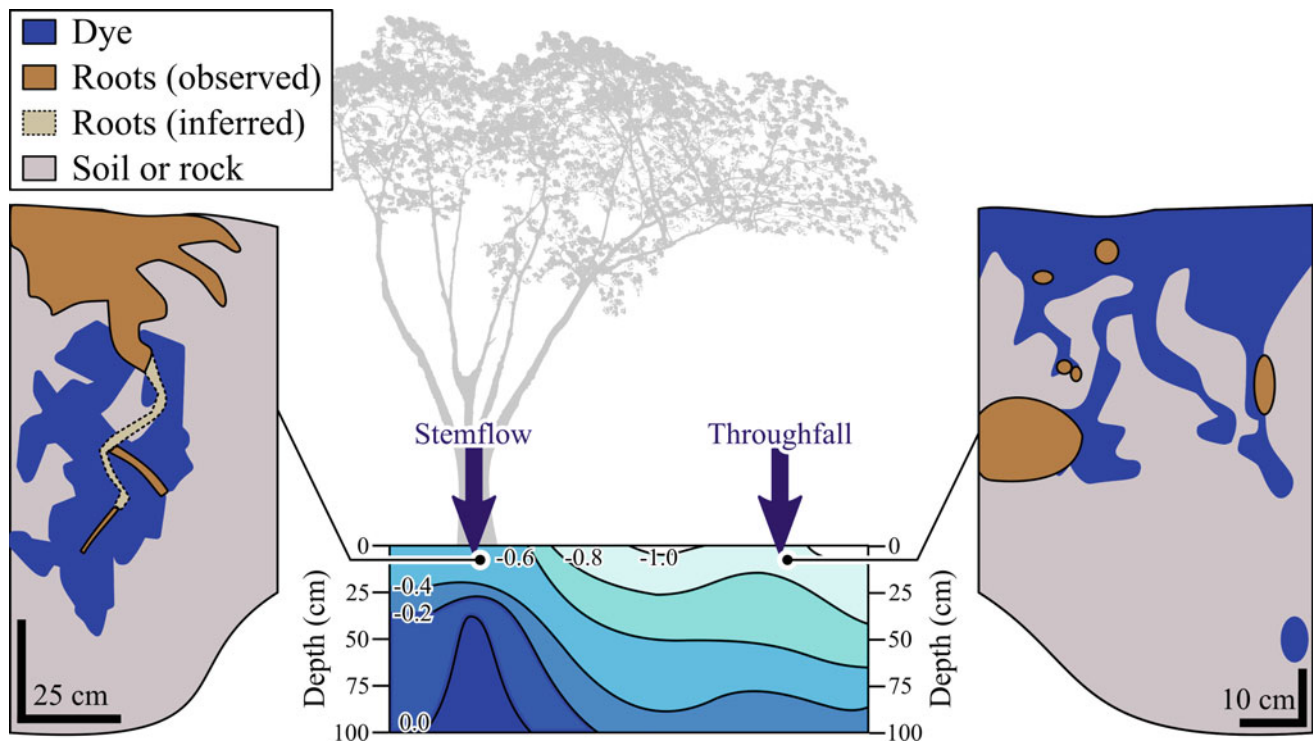 Dye
Roots (observed)
Roots (inferred)
Soil or rock
Stemflow
Throughfall
0
25
50
75
100
Depth (cm)
-0.6
-0.8
-1.0
-0.4
-0.2
0.0
0
25
50
75
100
Depth (cm)
25 cm
10 cm